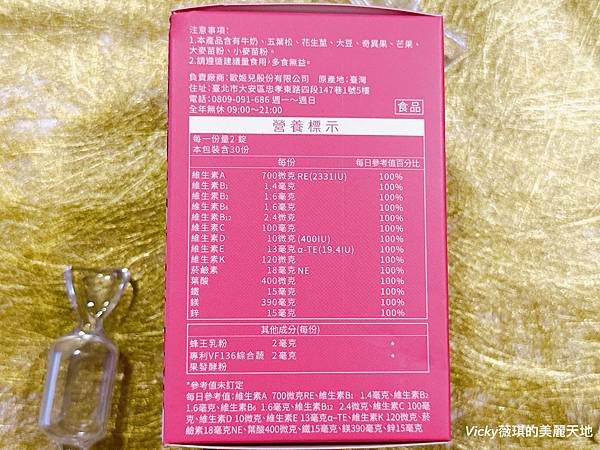 注意事項:
1.本產品含有牛奶、五葉松、花生莖、大豆、奇異果、芒果、
大麥苗粉、小麥苗粉。
2.請遵循建議量食用，多食無益。
負責廠商：歐姬兒股份有限公司 原產地：臺灣
住址：臺北市大安區忠孝東路四段147巷1號5樓
電話：0809-091-686 週一～週日
全年無休 09:00～21:00
食品
營養標示
每一份量2 錠
本包裝含30份
每份 每日參考值百分比
維生素A 700微克 RE(2331IU) 100%
維生素B₁ 1.4毫克 100%
維生素B₂ 1.6毫克 100%
維生素B₆ 1.6毫克 100%
維生素B₁₂ 2.4微克 100%
維生素C 100毫克 100%
維生素D 10微克 (400IU) 100%
維生素E 13毫克 α-TE(19.4IU) 100%
維生素K 120微克 100%
菸鹼素 18毫克 NE 100%
葉酸 400微克 100%
鐵 15毫克 100%
鎂 390毫克 100%
鋅 15毫克 100%
其他成分(每份)
蜂王乳粉 2毫克 *
專利VF136綜合蔬 2毫克 *
果發酵粉
*參考值未訂定
每日參考值：維生素A 700微克RE、維生素B₁ 1.4毫克、維生素B₂
1.6毫克、維生素B₆ 1.6毫克、維生素B₁₂ 2.4微克、維生素C 100毫
克、維生素D 10微克、維生素E 13毫克α-TE、維生素K 120微克、菸
鹼素18毫克NE、葉酸400微克、鐵15毫克、鎂390毫克、鋅15毫克
Vicky薇琪的美麗天地